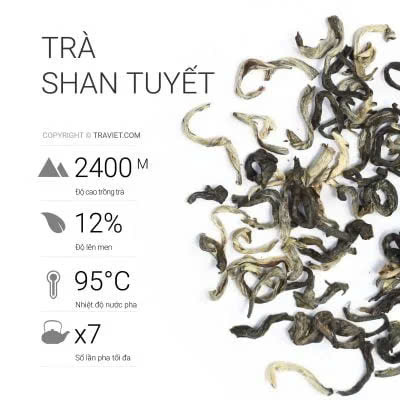 TRÀ
SHAN TUYẾT
COPYRIGHT © TRAVIET.COM
2400 M
Độ cao trồng trà
12%
Độ lên men
95°C
Nhiệt độ nước pha
x7
Số lần pha tối đa